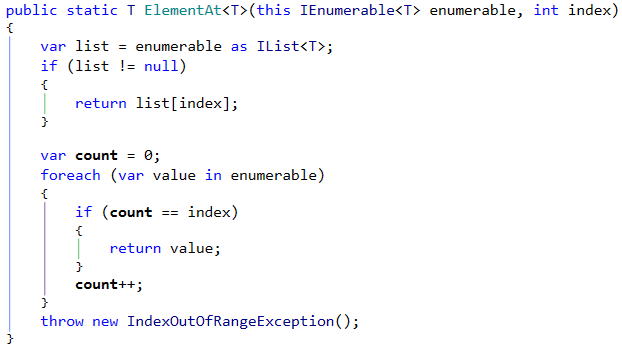 public static T ElementAt<T>(this IEnumerable<T> enumerable, int index)
{
    var list = enumerable as IList<T>;
    if (list != null)
    {
        return list[index];
    }

    var count = 0;
    foreach (var value in enumerable)
    {
        if (count == index)
        {
            return value;
        }
        count++;
    }
    throw new IndexOutOfRangeException();
}